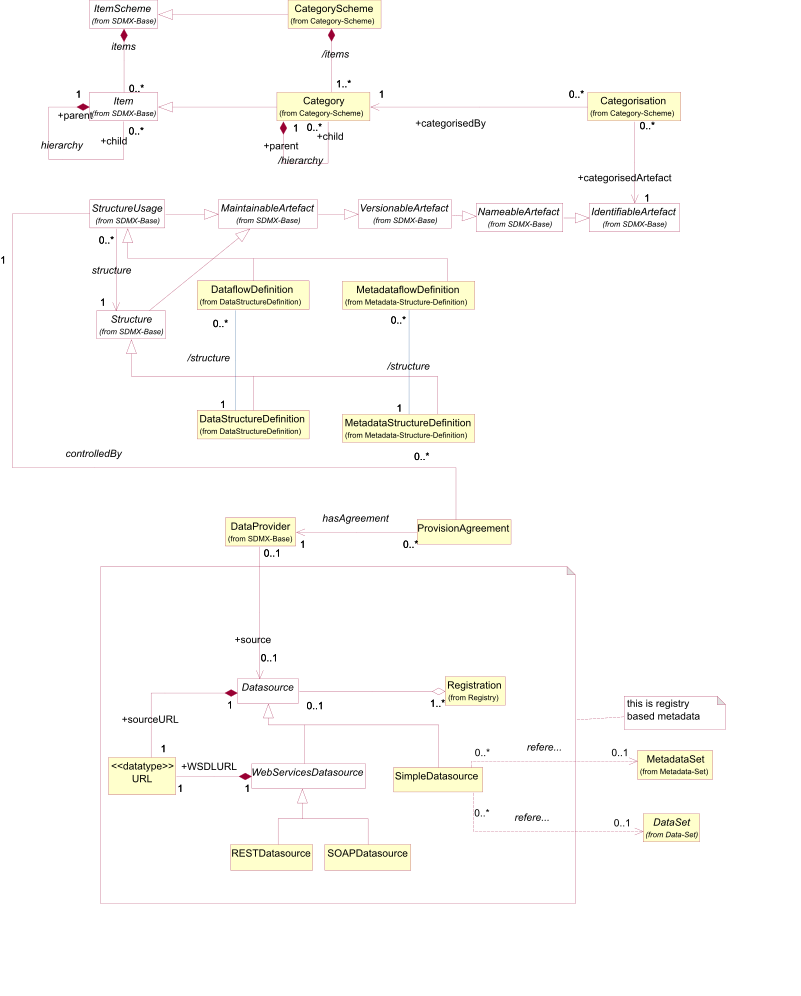 ItemScheme
(from SDMX-Base)
CategoryScheme
(from Category-Scheme)
items
/items
1
0..*
1..*
1
0..*
Item
(from SDMX-Base)
Category
(from Category-Scheme)
Categorisation
(from Category-Scheme)
+parent
hierarchy
+child
0..*
1
0..*
+child
+parent
/hierarchy
+categorisedBy
0..*
+categorisedArtefact
1
StructureUsage
(from SDMX-Base)
MaintainableArtefact
(from SDMX-Base)
VersionableArtefact
(from SDMX-Base)
NameableArtefact
(from SDMX-Base)
IdentifiableArtefact
(from SDMX-Base)
0..*
1
structure
1
DataflowDefinition
(from DataStructureDefinition)
MetadataflowDefinition
(from Metadata-Structure-Definition)
Structure
(from SDMX-Base)
0..*
0..*
/structure
/structure
1
1
DataStructureDefinition
(from DataStructureDefinition)
MetadataStructureDefinition
(from Metadata-Structure-Definition)
controlledBy
0..*
DataProvider
(from SDMX-Base)
hasAgreement
ProvisionAgreement
1
0..*
0..1
+source
0..1
Datasource
Registration
(from Registry)
1
0..1
1..*
+sourceURL
this is registry
based metadata
1
<<datatype>>
URL
+WSDLURL
1
1
WebServicesDatasource
SimpleDatasource
0..*
refere...
0..1
MetadataSet
(from Metadata-Set)
0..*
refere...
0..1
DataSet
(from Data-Set)
RESTDatasource
SOAPDatasource